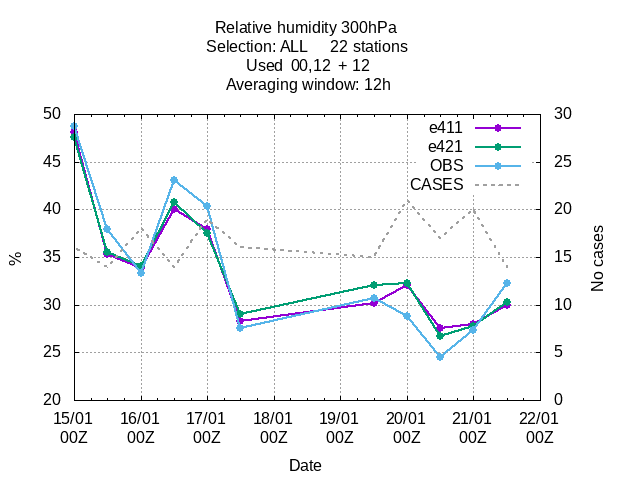 Relative humidity 300hPa
Selection: ALL 22 stations
Used 00,12 + 12
Averaging window: 12h
50 30
e411
e421
OBS
CASES
45 25
40 20
35 15
30 10
25 5
20 0
%
No cases
15/01 16/01 17/01 18/01 19/01 20/01 21/01 22/01
00Z 00Z 00Z 00Z 00Z 00Z 00Z 00Z
Date